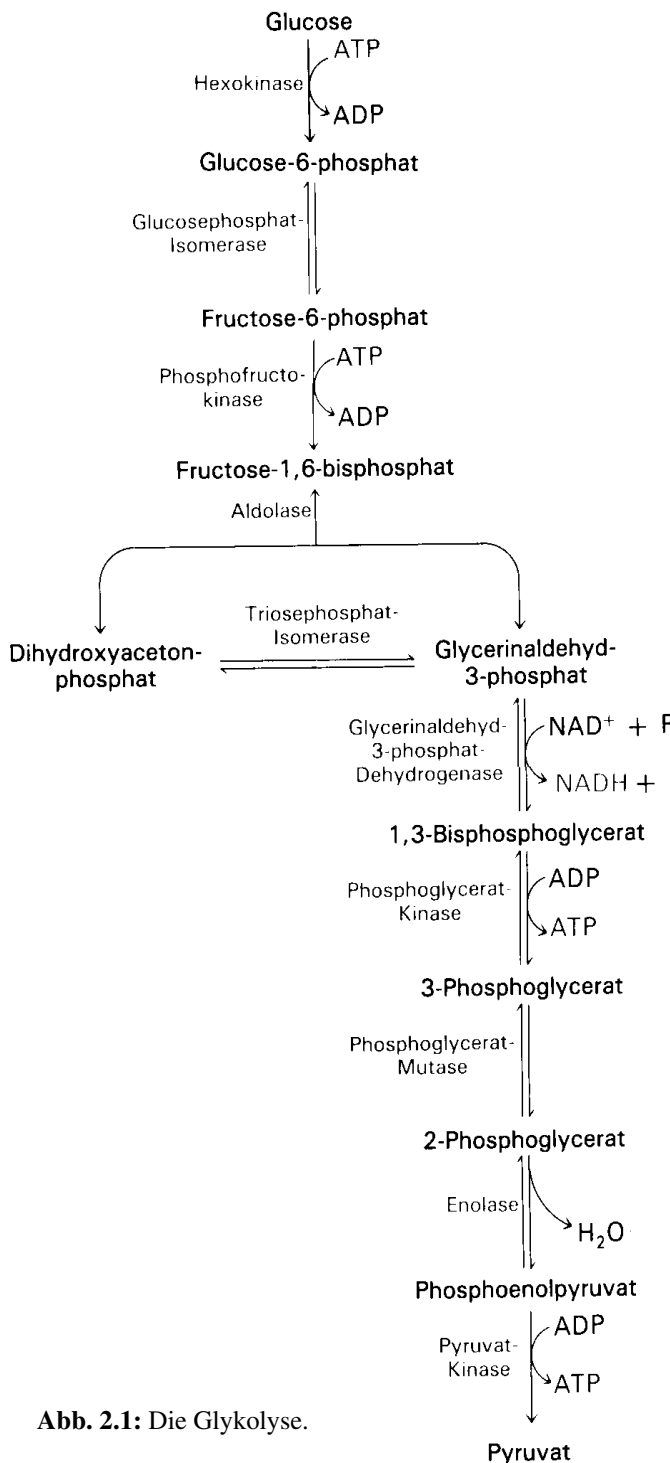 Glucose
ATP
Hexokinase
ADP
Glucose-6-phosphat
Glucosephosphat-
Isomerase
Fructose-6-phosphat
ATP
Phosphofructo-
kinase
ADP
Fructose-1,6-bisphosphat
Aldolase
Triosephosphat-
Isomerase
Dihydroxyaceton-
phosphat
Glycerinaldehyd-
3-phosphat
Glycerinaldehyd-
3-phosphat-
Dehydrogenase
NAD⁺ +
NADH +
1,3-Bisphosphoglycerat
Phosphoglycerat-
Kinase
ADP
ATP
3-Phosphoglycerat
Phosphoglycerat-
Mutase
2-Phosphoglycerat
Enolase
H₂O
Phosphoenolpyruvat
ADP
Pyruvat-
Kinase
ATP
Abb. 2.1: Die Glykolyse.
Pyruvat